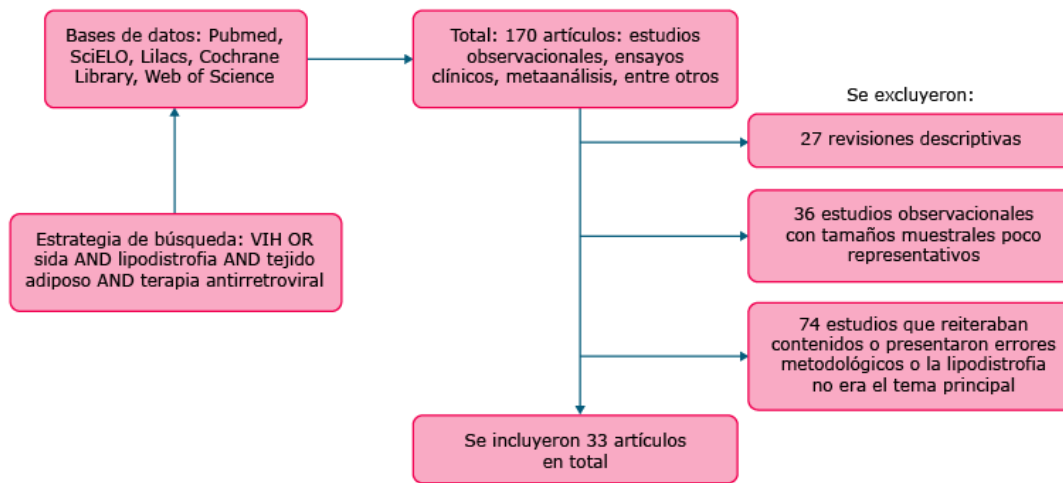 Bases de datos: Pubmed,
SciELO, Lilacs, Cochrane
Library, Web of Science
Total: 170 artículos: estudios
observacionales, ensayos
clínicos, metaanálisis, entre otros
Se excluyeron:
27 revisiones descriptivas
Estrategia de búsqueda: VIH OR
sida AND lipodistrofia AND tejido
adiposo AND terapia antirretroviral
36 estudios observacionales
con tamaños muestrales poco
representativos
74 estudios que reiteraban
contenidos o presentaron errores
metodológicos o la lipodistrofia
no era el tema principal
Se incluyeron 33 artículos
en total